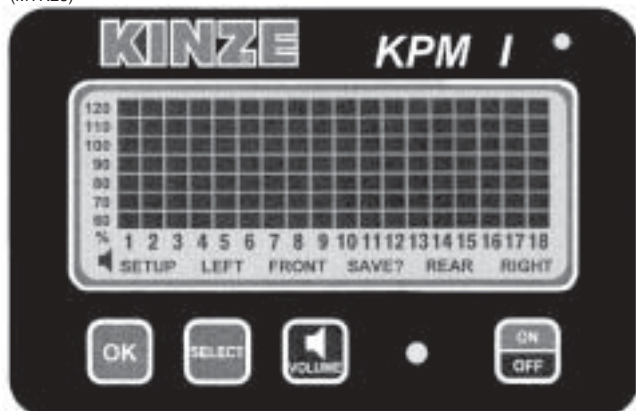 KINZE KPM I
120
110
100
90
80
70
60
% 1 2 3 4 5 6 7 8 9 10 11 12 13 14 15 16 17 18
SETUP LEFT FRONT SAVE? REAR RIGHT
OK SELECT VOLUME ON
OFF